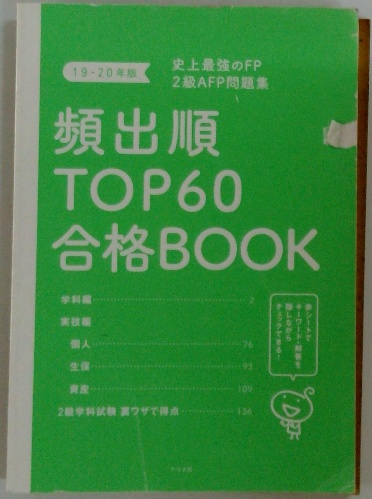 19-20年版
史上最強のFP
2級AFP問題集
頻出順
TOP60
合格BOOK
学科編 2
実技編
個人 76
生保 93
資産 109
2級学科試験 裏ワザで得点 136
赤シートで
キーワード・解答を
隠しながら
チェックできる!
ナツメ社